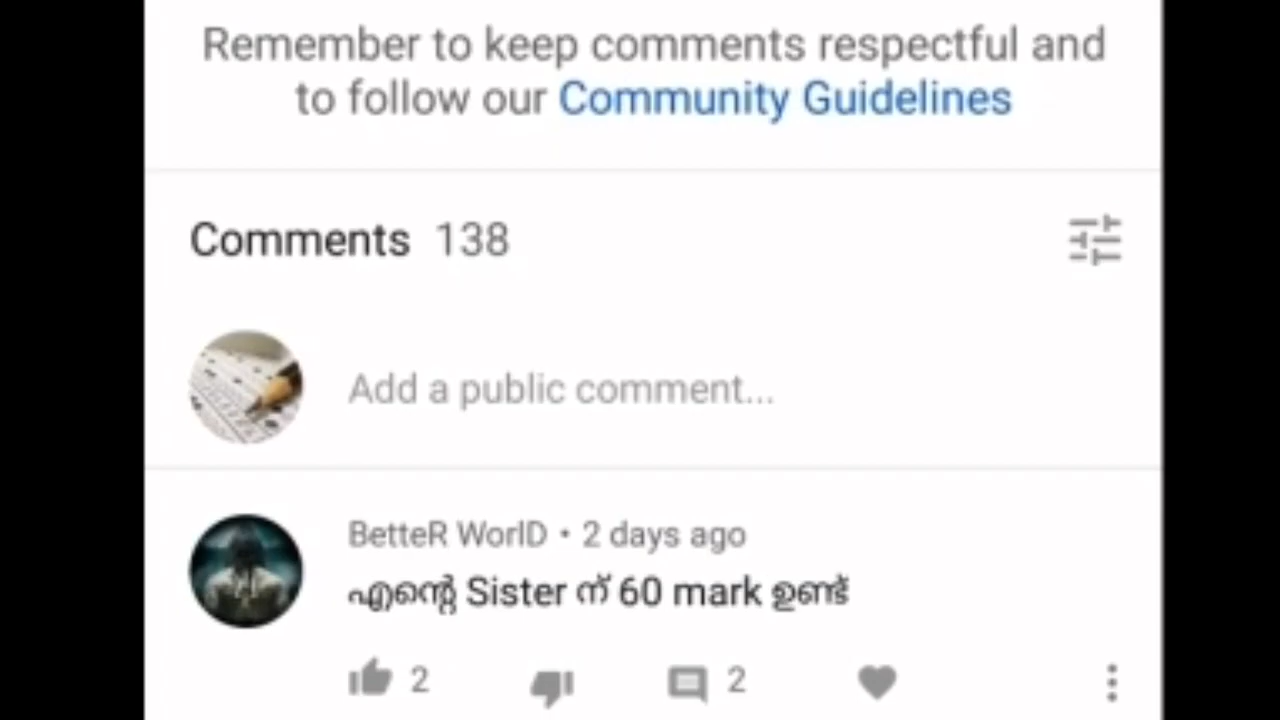 Remember to keep comments respectful and
to follow our Community Guidelines
Comments 138
Add a public comment...
BetteR WorlD • 2 days ago
എന്റെ Sister ന് 60 mark ഉണ്ട്
2 2